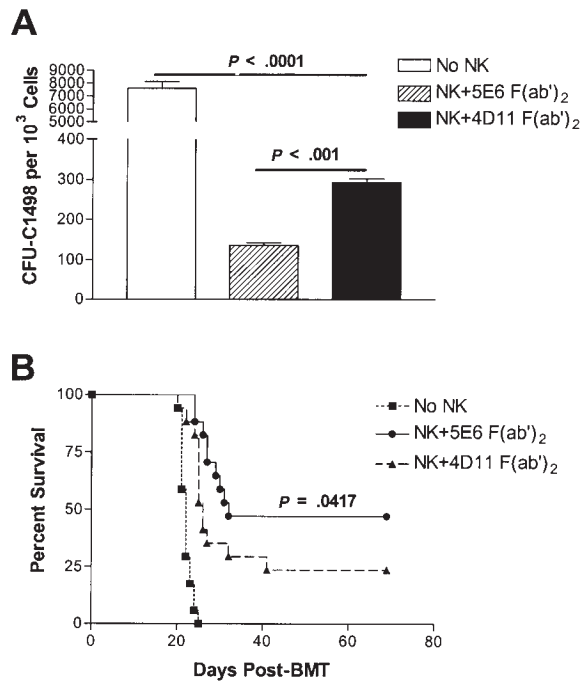 A
P < .0001
No NK
NK+5E6 F(ab')2
NK+4D11 F(ab')2
CFU-C1498 per 10³ Cells
9000
8000
7000
6000
5000
400
P < .001
300
200
100
0
B
100
No NK
NK+5E6 F(ab')2
NK+4D11 F(ab')2
Percent Survival
75
P = .0417
50
25
0
0 20 40 60 80
Days Post-BMT